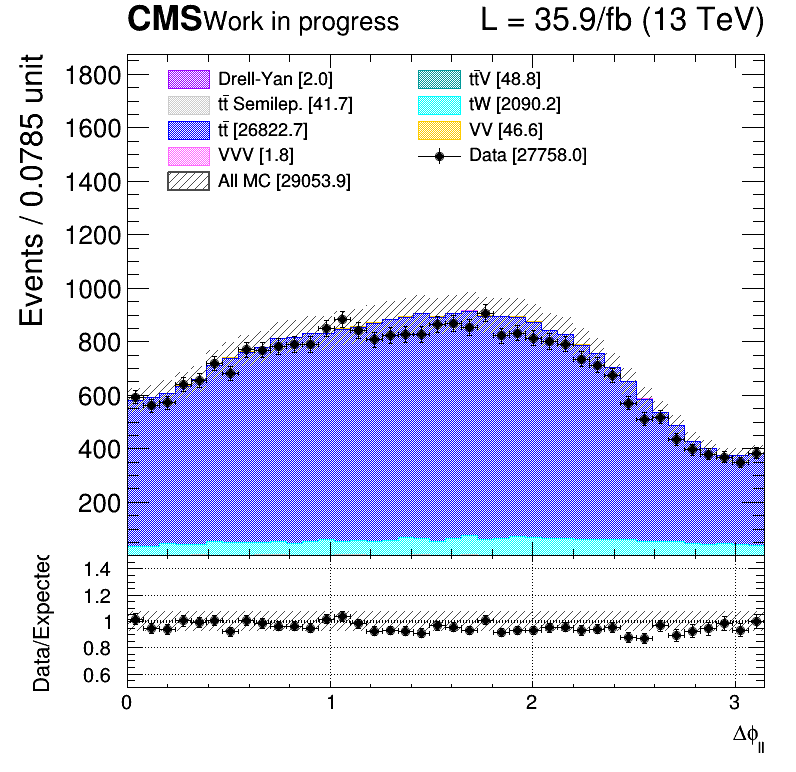 CMS Work in progress L = 35.9/fb (13 TeV)
Events / 0.0785 unit
1800
1600
1400
1200
1000
800
600
400
200
Drell-Yan [2.0]
tt̄ Semilep. [41.7]
tt̄ [26822.7]
VVV [1.8]
All MC [29053.9]
tt̄V [48.8]
tW [2090.2]
VV [46.6]
Data [27758.0]
Data/Expected
1.4
1.2
1
0.8
0.6
0 1 2 3
Δϕ_ll